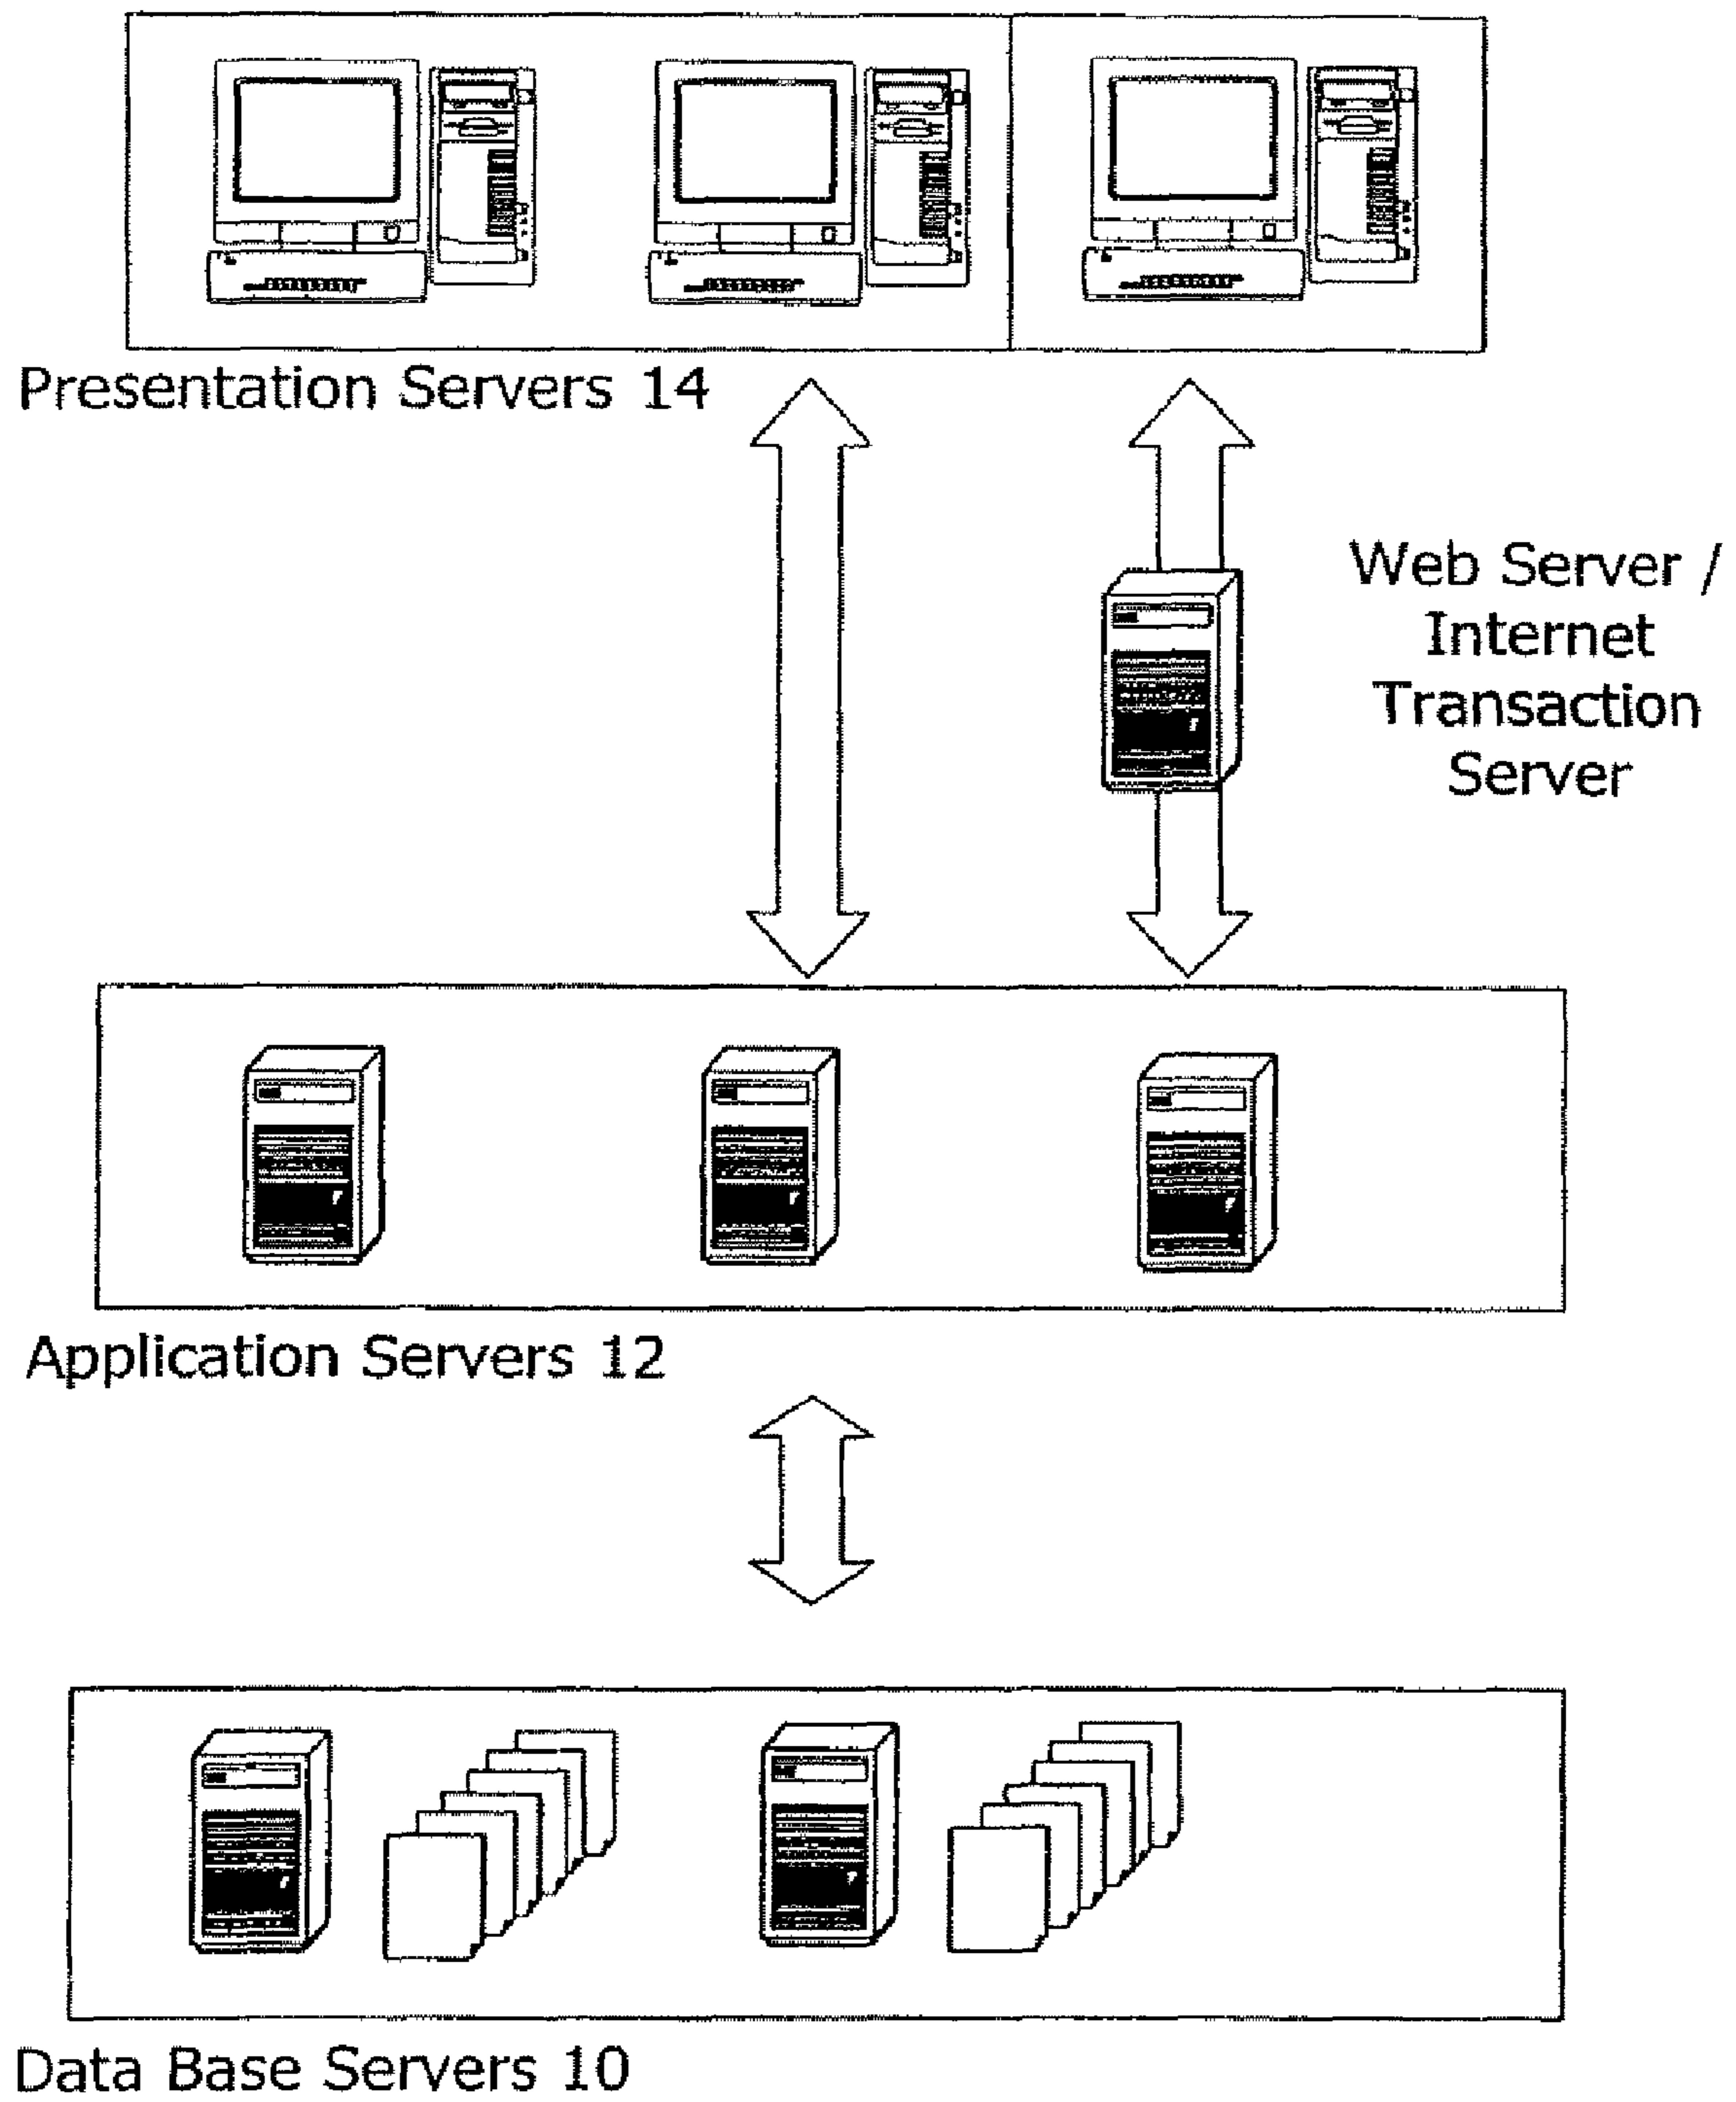 Presentation Servers 14
Web Server /
Internet
Transaction
Server
Application Servers 12
Data Base Servers 10